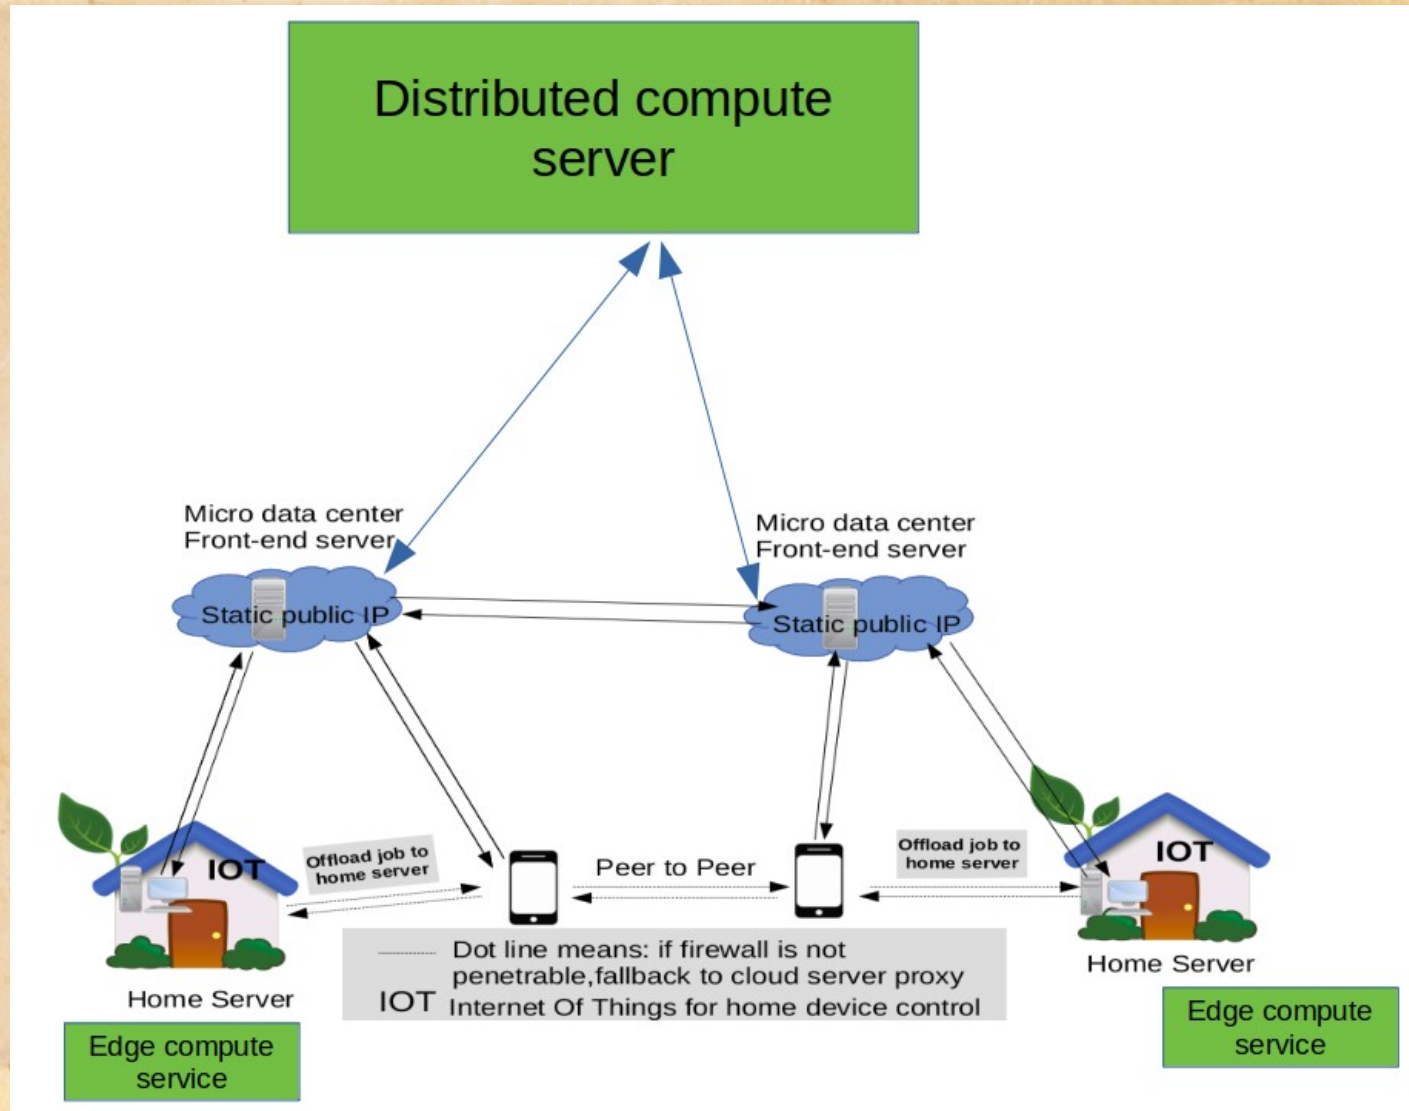 Distributed compute
server
Micro data center
Front-end server
Static public IP
Micro data center
Front-end server
Static public IP
IOT
Offload job to
home server
Peer to Peer
Offload job to
home server
IOT
Home Server
Edge compute
service
Dot line means: if firewall is not
penetrable,fallback to cloud server proxy
IOT Internet Of Things for home device control
Home Server
Edge compute
service